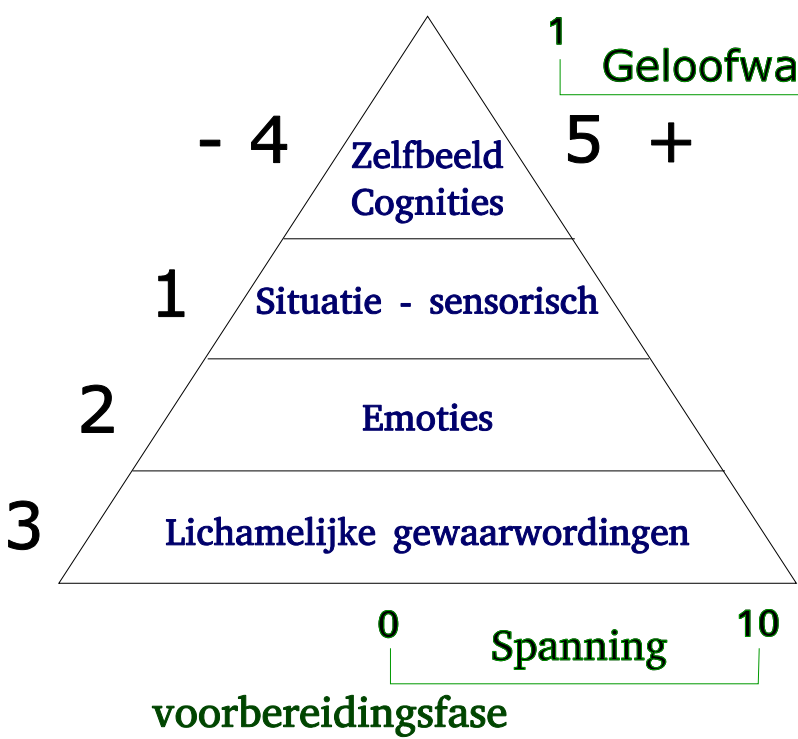 1
Geloofwa
- 4
Zelfbeeld
Cognities
5 +
1
Situatie - sensorisch
2
Emoties
3
Lichamelijke gewaarwordingen
0
Spanning
10
voorbereidingsfase